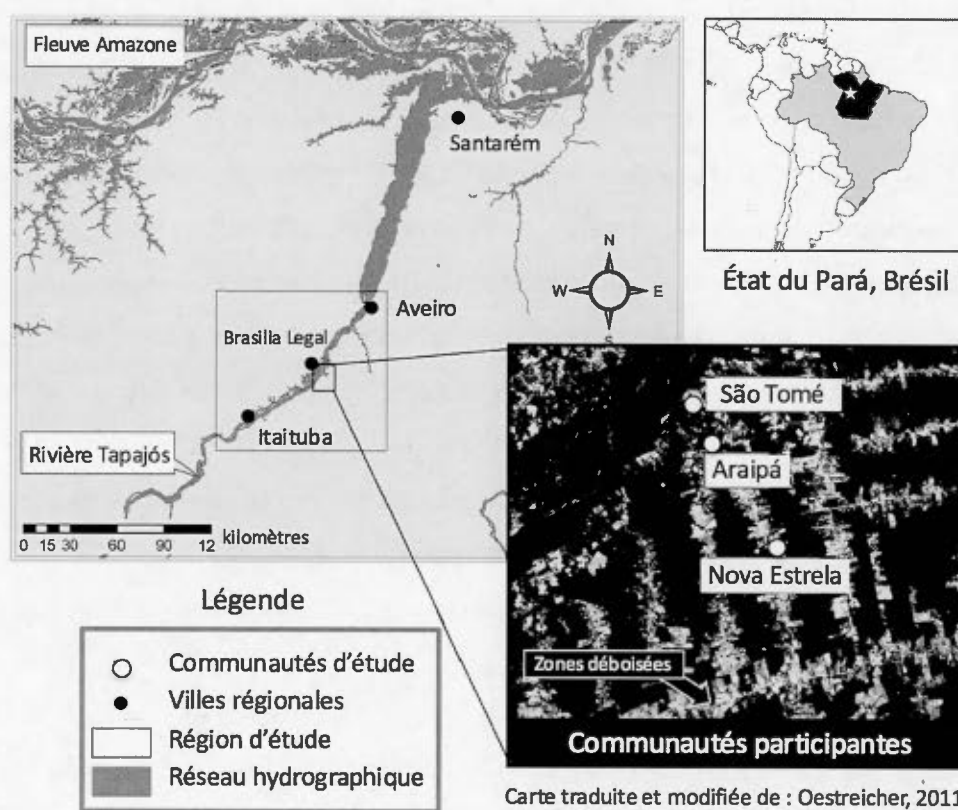 Fleuve Amazone
Santarém
État du Pará, Brésil
N
W E
S
Aveiro
Brasilia Legal
Itaituba
Rivière Tapajós
0 15 30 60 90 12 kilomètres
São Tomé
Araipá
Nova Estrela
Zones déboisées
Communautés participantes
Légende
Communautés d'étude
Villes régionales
Région d'étude
Réseau hydrographique
Carte traduite et modifiée de : Oestreicher, 2011